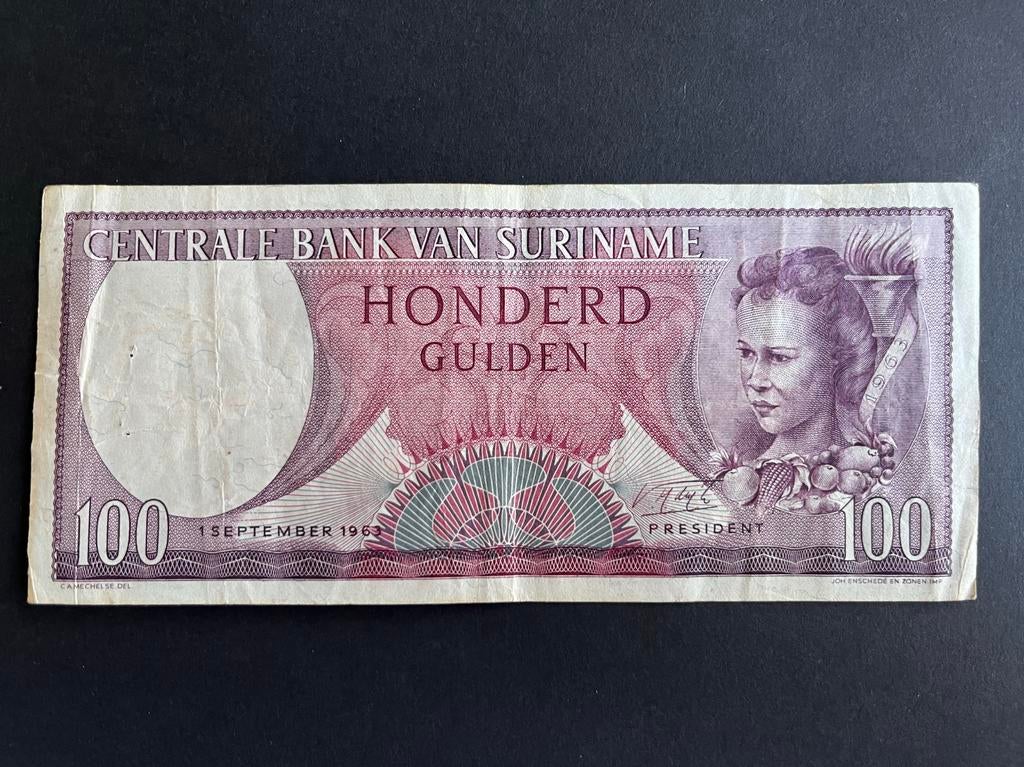 CENTRALE BANK VAN SURINAME
HONDERD
GULDEN
1963
100
1 SEPTEMBER 1963
PRESIDENT
100
C.A.MECHELSE.DEL.
JOH. ENSCHEDÉ EN ZONEN.IMP.